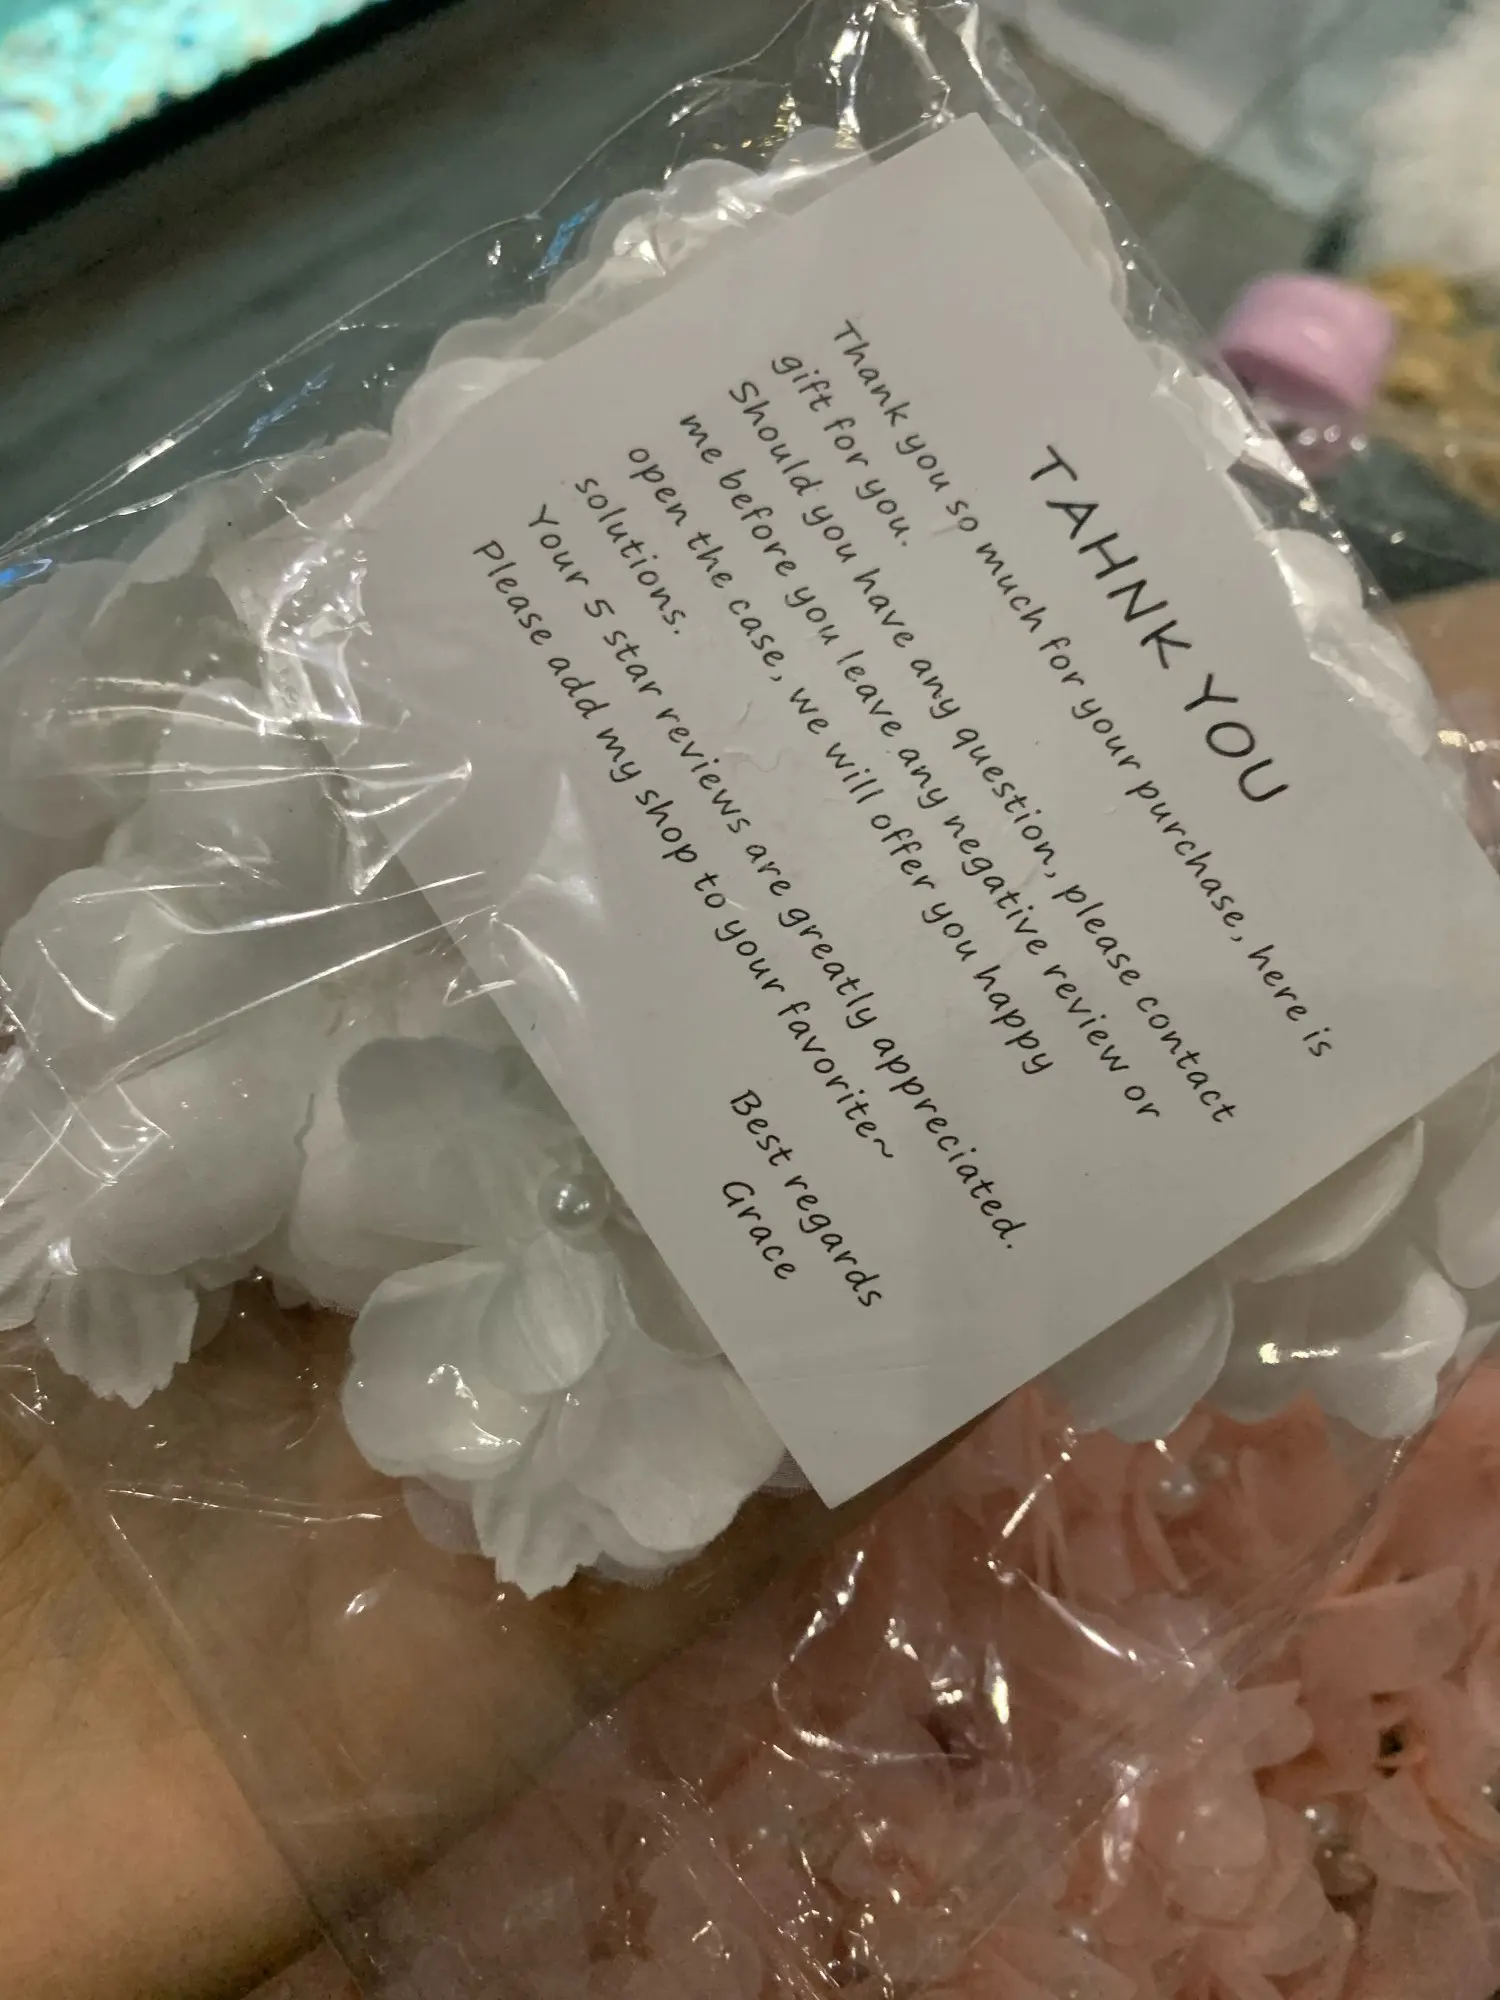 TAHNK YOU
Thank you so much for your purchase, here is
gift for you.
Should you have any question, please contact
me before you leave any negative review or
open the case, we will offer you happy
solutions.
Your 5 star reviews are greatly appreciated.
Please add my shop to your favorite~
Best regards
Grace